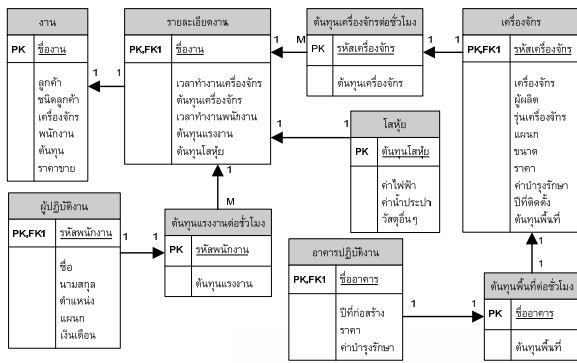 งาน
PK ชื่องาน
ลูกค้า
ชนิดลูกค้า
เครื่องจักร
พนักงาน
ต้นทุน
ราคาขาย
1
1
รายละเอียดงาน
PK,FK1 ชื่องาน
เวลาทำงานเครื่องจักร
ต้นทุนเครื่องจักร
เวลาทำงานพนักงาน
ต้นทุนแรงงาน
ต้นทุนโสหุ้ย
1
M
ต้นทุนเครื่องจักรต่อชั่วโมง
PK รหัสเครื่องจักร
ต้นทุนเครื่องจักร
1
1
เครื่องจักร
PK,FK1 รหัสเครื่องจักร
เครื่องจักร
ผู้ผลิต
รุ่นเครื่องจักร
แผนก
ขนาด
ราคา
ค่าบำรุงรักษา
ปีที่ติดตั้ง
ต้นทุนพื้นที่
1
1
โสหุ้ย
PK ต้นทุนโสหุ้ย
ค่าไฟฟ้า
ค่าน้ำประปา
วัสดุอื่นๆ
1
M
ผู้ปฏิบัติงาน
PK,FK1 รหัสพนักงาน
ชื่อ
นามสกุล
ตำแหน่ง
แผนก
เงินเดือน
1
1
ต้นทุนแรงงานต่อชั่วโมง
PK รหัสพนักงาน
ต้นทุนแรงงาน
อาคารปฏิบัติงาน
PK,FK1 ชื่ออาคาร
ปีที่ก่อสร้าง
ราคา
ค่าบำรุงรักษา
1
1
1
1
ต้นทุนพื้นที่ต่อชั่วโมง
PK ชื่ออาคาร
ต้นทุนพื้นที่